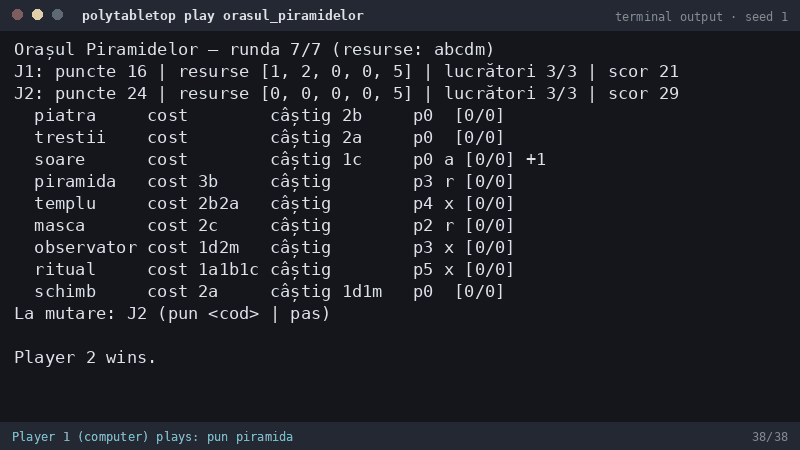 polytabletop play orasul_piramidelor
terminal output · seed 1
Orașul Piramidelor — runda 7/7 (resurse: abcdm)
J1: puncte 16 | resurse [1, 2, 0, 0, 5] | lucrători 3/3 | scor 21
J2: puncte 24 | resurse [0, 0, 0, 0, 5] | lucrători 3/3 | scor 29
piatra cost câștig 2b p0 [0/0]
trestii cost câștig 2a p0 [0/0]
soare cost câștig 1c p0 a [0/0] +1
piramida cost 3b câștig p3 r [0/0]
templu cost 2b2a câștig p4 x [0/0]
masca cost 2c câștig p2 r [0/0]
observator cost 1d2m câștig p3 x [0/0]
ritual cost 1a1b1c câștig p5 x [0/0]
schimb cost 2a câștig 1d1m p0 [0/0]
La mutare: J2 (pun <cod> | pas)
Player 2 wins.
Player 1 (computer) plays: pun piramida
38/38